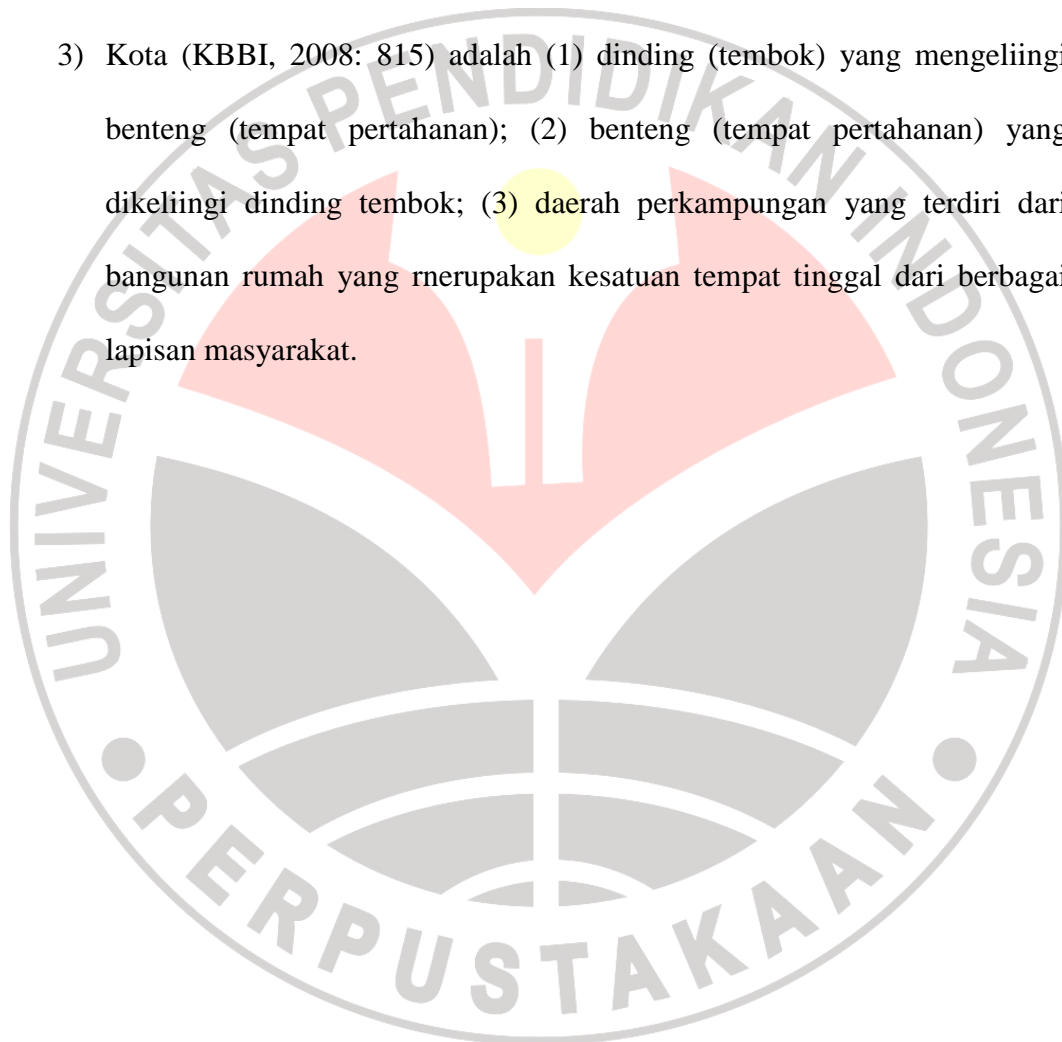 3) Kota (KBBI, 2008: 815) adalah (1) dinding (tembok) yang mengeliingi
benteng (tempat pertahanan); (2) benteng (tempat pertahanan) yang
dikeliingi dinding tembok; (3) daerah perkampungan yang terdiri dari
bangunan rumah yang rnerupakan kesatuan tempat tinggal dari berbagai
lapisan masyarakat.
UNIVERSITAS PENDIDIKAN INDONESIA
PERPUSTAKAAN